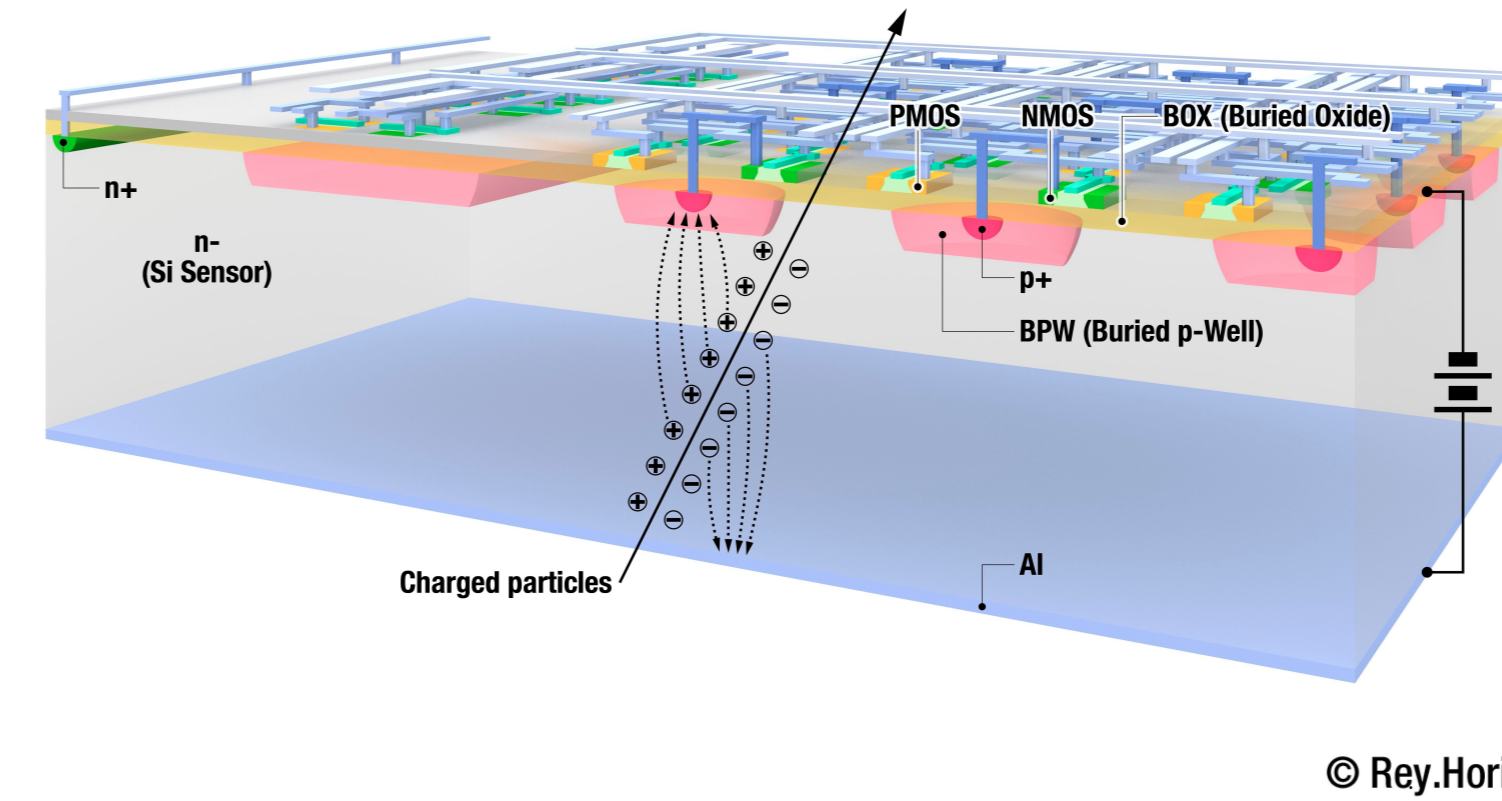 PMOS
NMOS
BOX (Buried Oxide)
n+
n-
(Si Sensor)
p+
BPW (Buried p-Well)
Al
Charged particles
© Rey.Hori